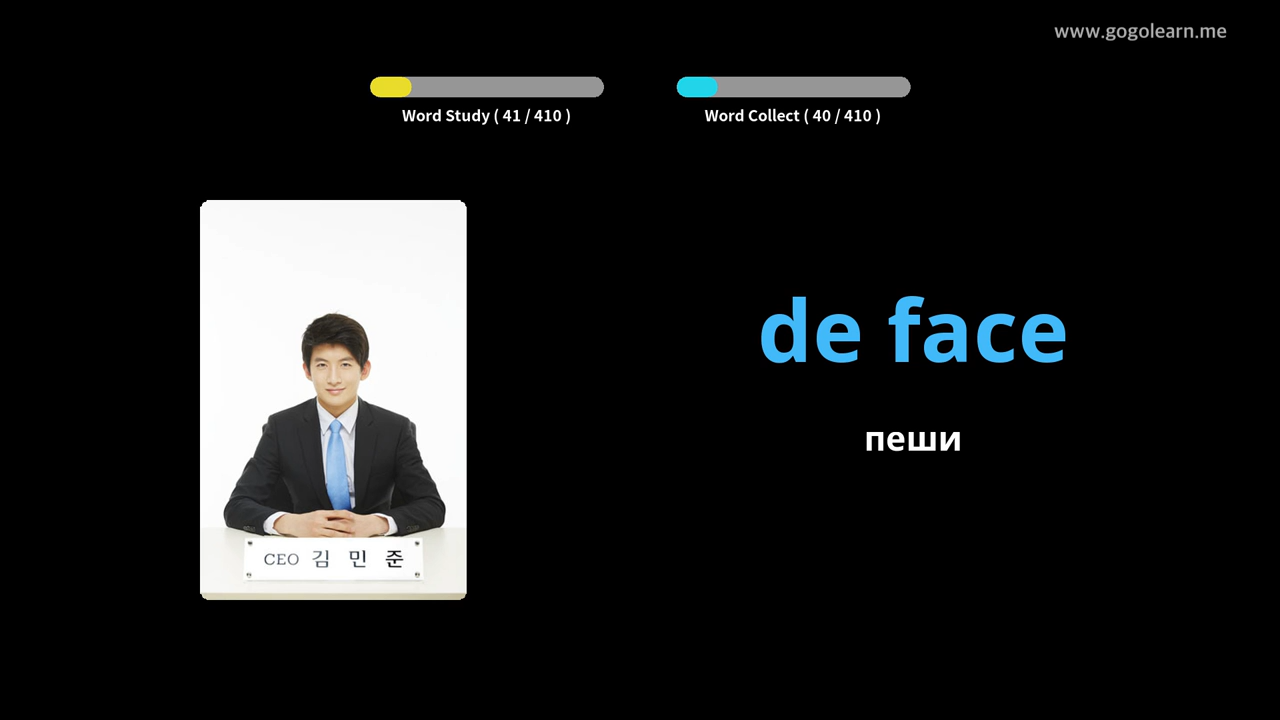 www.gogolearn.me
Word Study ( 41 / 410 )
Word Collect ( 40 / 410 )
de face
пеши
CEO 김 민 준